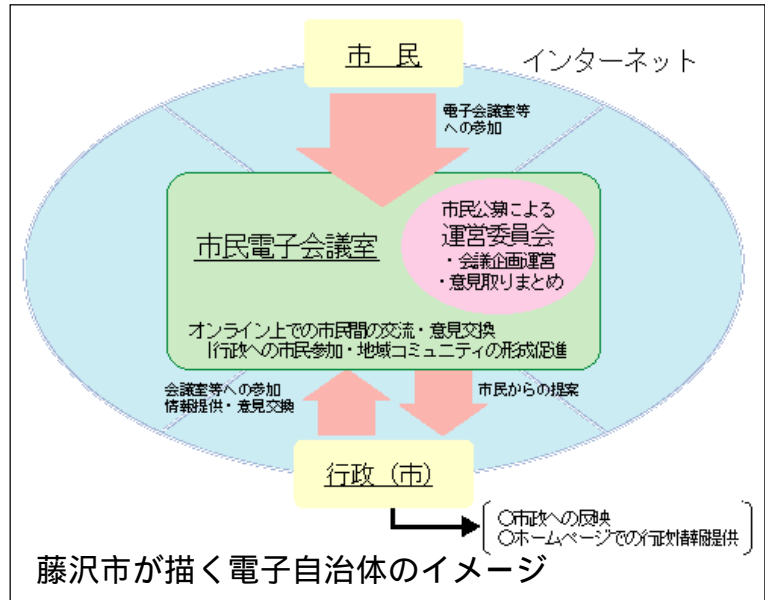 市 民
インターネット
電子会議室等
への参加
市民電子会議室
市民公募による
運営委員会
・会議企画運営
・意見取りまとめ
オンライン上での市民間の交流・意見交換
行政への市民参加・地域コミュニティの形成促進
会議室等への参加
情報提供・意見交換
市民からの提案
行政（市）
○市政への反映
○ホームページでの行政情報提供
藤沢市が描く電子自治体のイメージ